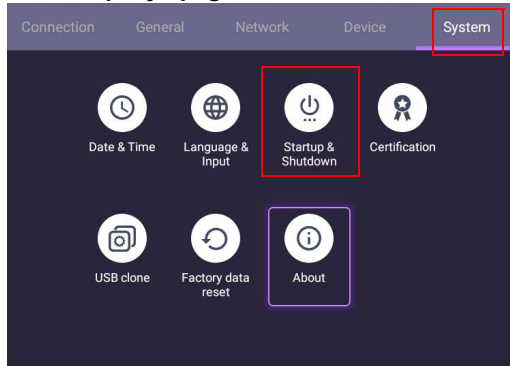 Connection General Network Device System
Date & Time Language & Input Startup & Shutdown Certification
USB clone Factory data reset About